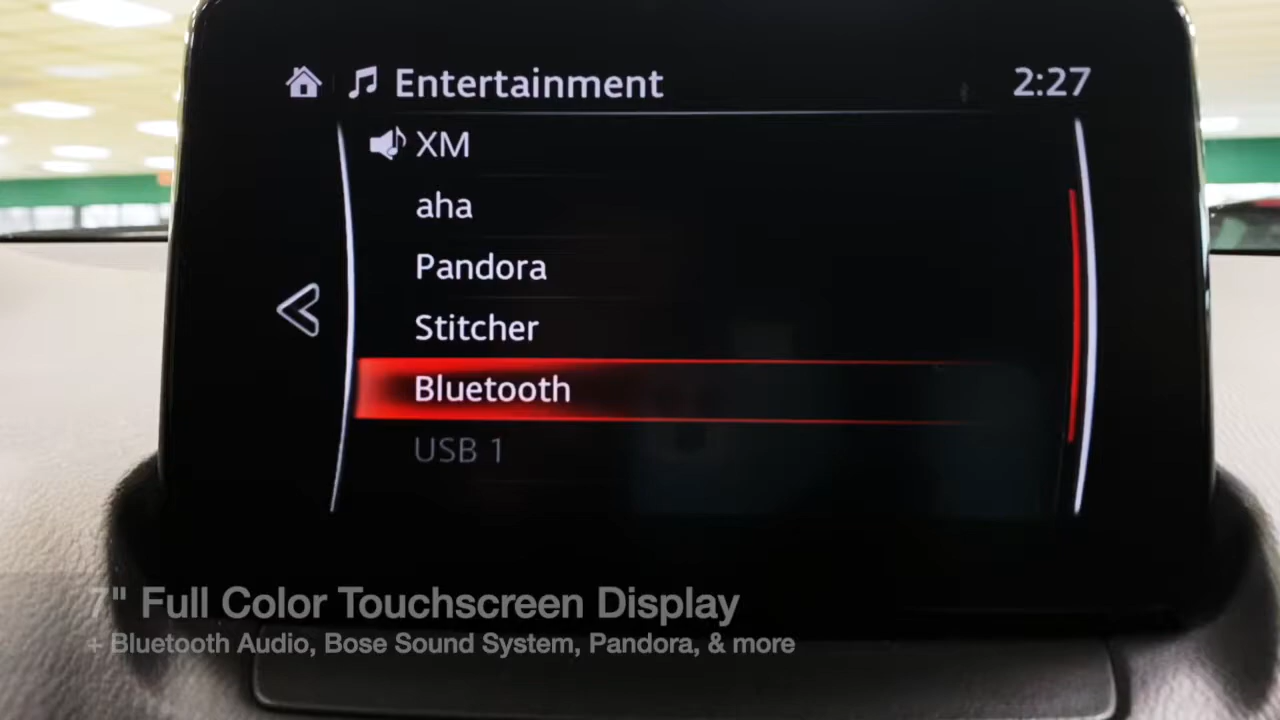 Entertainment
2:27
XM
aha
Pandora
Stitcher
Bluetooth
USB 1
7" Full Color Touchscreen Display
+ Bluetooth Audio, Bose Sound System, Pandora, & more